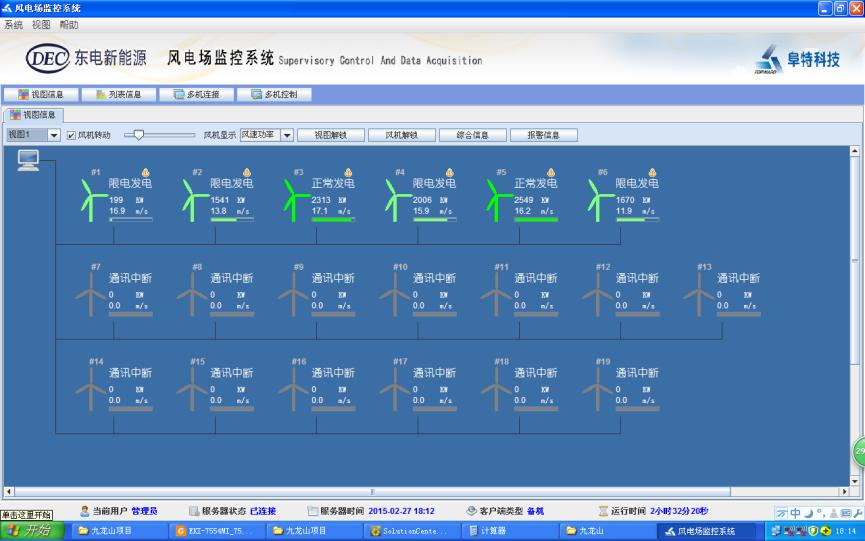 风电场监控系统
系统 视图 帮助
DEC 东电新能源 风电场监控系统 Supervisory Control And Data Acquisition 阜特科技
视图信息 列表信息 多机连接 多机控制
视图信息
视图1 风机转动 风机显示 风速功率 视图解锁 风机解锁 综合信息 报警信息
#1 #2 #3 #4 #5 #6
限电发电 限电发电 正常发电 限电发电 正常发电 限电发电
199 KW 1541 KW 2313 KW 2006 KW 2549 KW 1670 KW
16.9 m/s 13.8 m/s 17.1 m/s 15.9 m/s 16.2 m/s 11.9 m/s
#7 #8 #9 #10 #11 #12 #13
通讯中断 通讯中断 通讯中断 通讯中断 通讯中断 通讯中断 通讯中断
0 KW 0 KW 0 KW 0 KW 0 KW 0 KW 0 KW
0.0 m/s 0.0 m/s 0.0 m/s 0.0 m/s 0.0 m/s 0.0 m/s 0.0 m/s
#14 #15 #16 #17 #18 #19
通讯中断 通讯中断 通讯中断 通讯中断 通讯中断 通讯中断
0 KW 0 KW 0 KW 0 KW 0 KW 0 KW
0.0 m/s 0.0 m/s 0.0 m/s 0.0 m/s 0.0 m/s 0.0 m/s
29
单击这里开始 当前用户 管理员 服务器状态 已连接 服务器时间 2015-02-27 18:12 客户端类型 备机 运行时间 2小时32分20秒 中
开始 九龙山项目 EKI-7554MI_75... 九龙山项目 SolutionCente... 计算器 九龙山 风电场监控系统 18:14